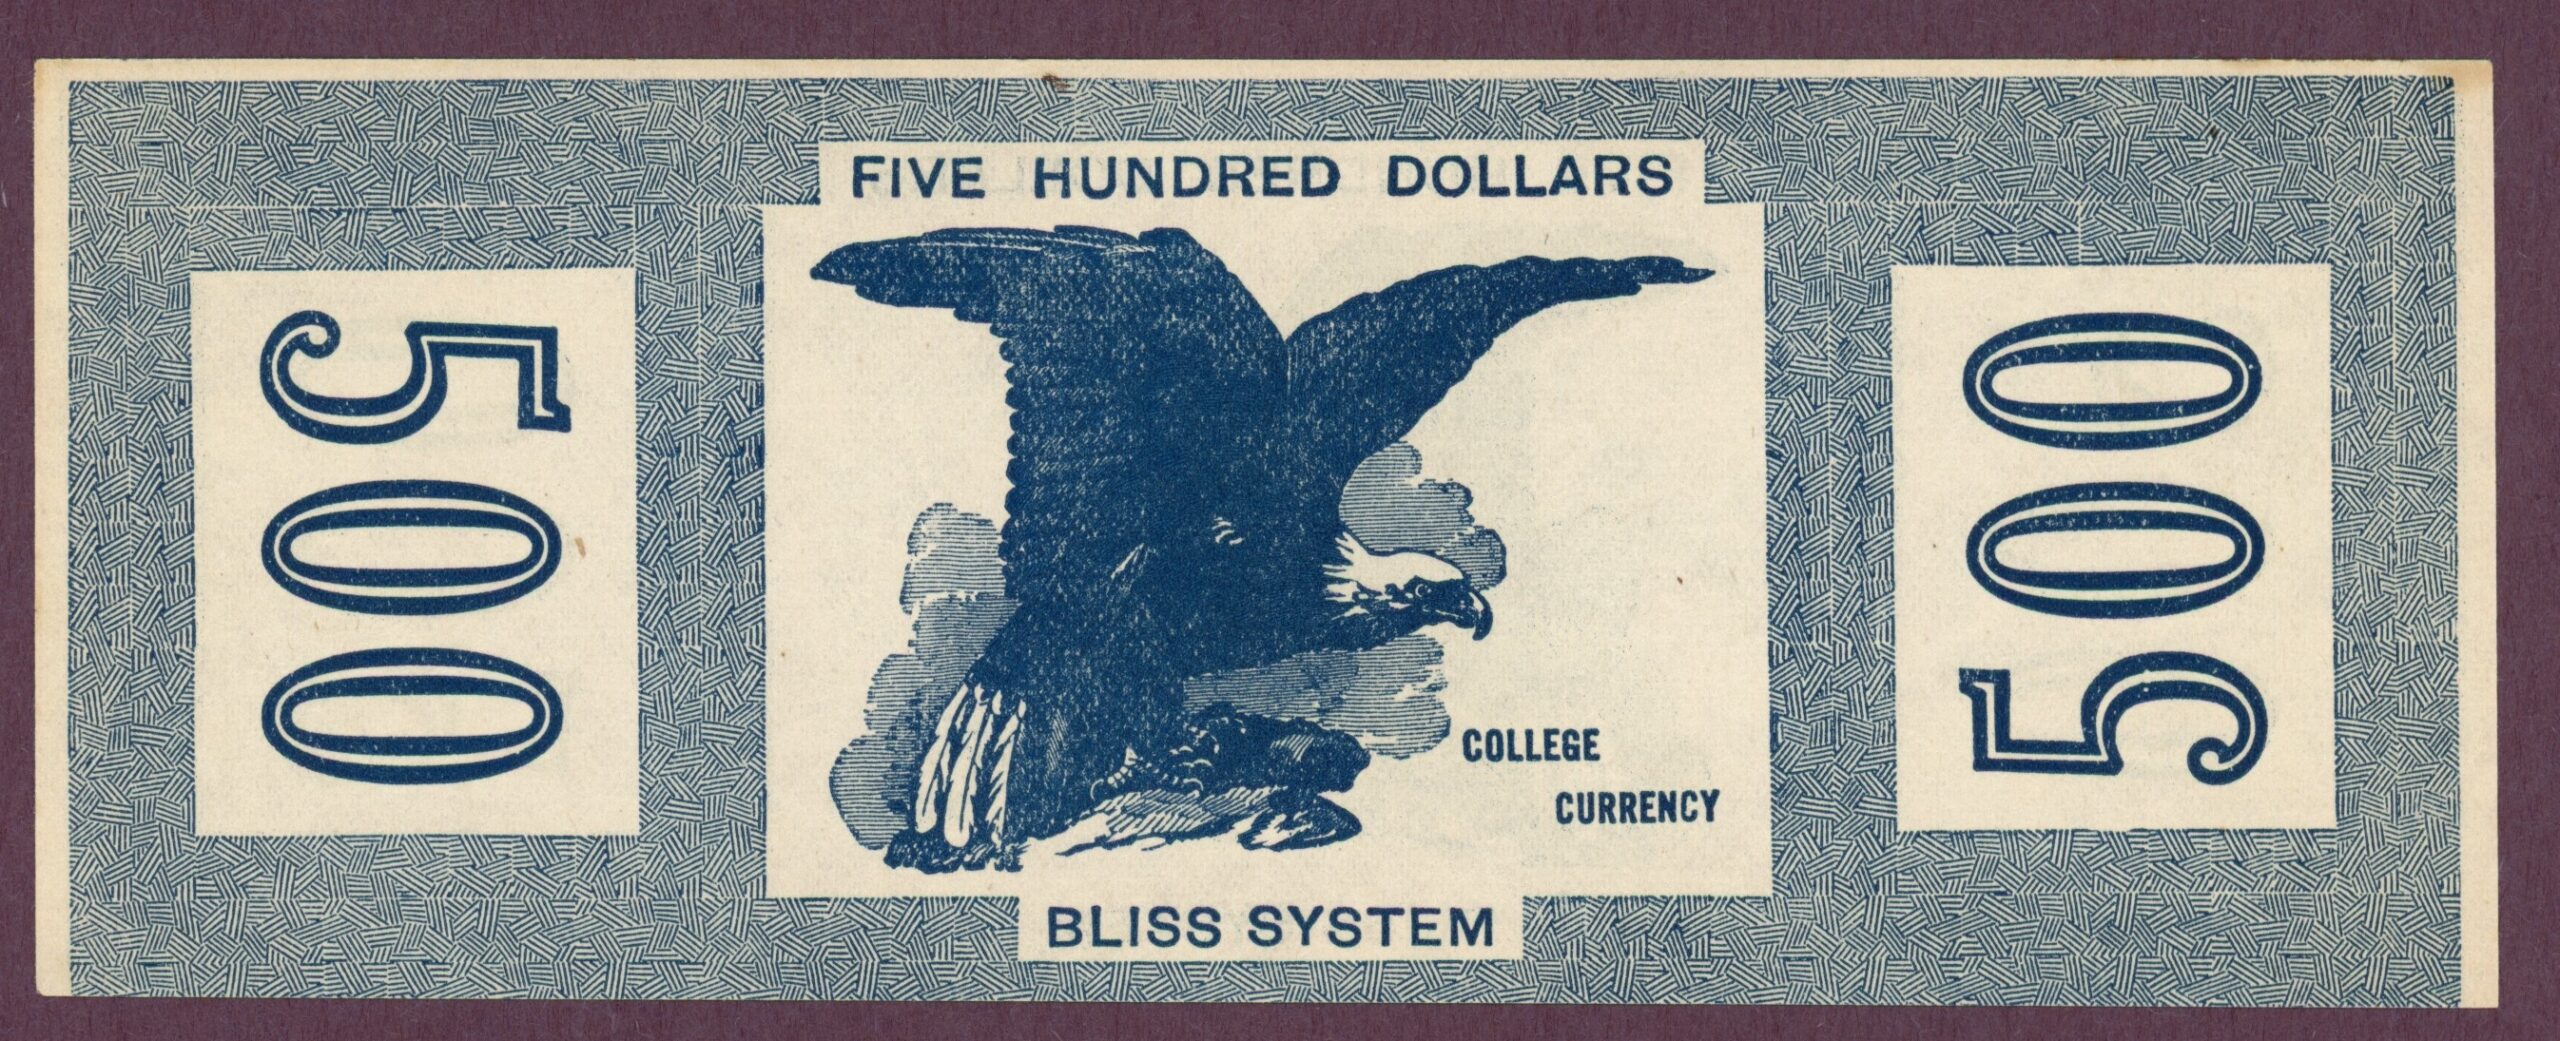 FIVE HUNDRED DOLLARS
500
500
COLLEGE
CURRENCY
BLISS SYSTEM